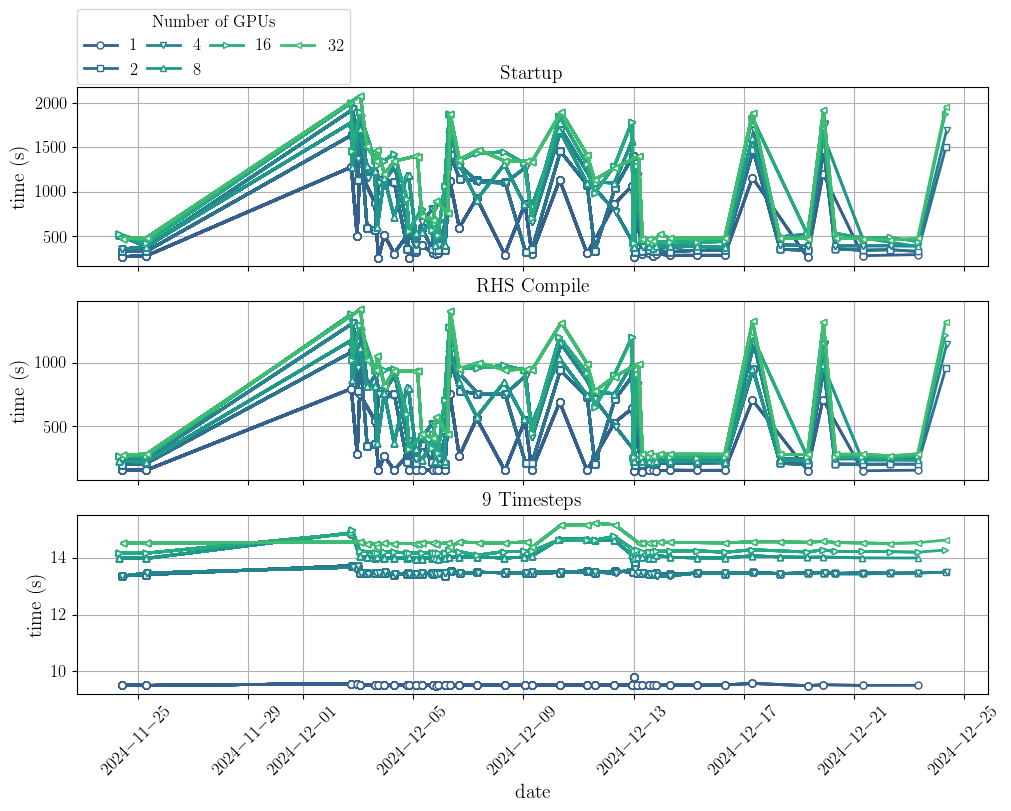 Number of GPUs
1 4 16 32
2 8
Startup
time (s)
2000
1500
1000
500
RHS Compile
time (s)
1000
500
9 Timesteps
time (s)
14
12
10
2024−11−25 2024−11−29 2024−12−01 2024−12−05 2024−12−09 2024−12−13 2024−12−17 2024−12−21 2024−12−25
date